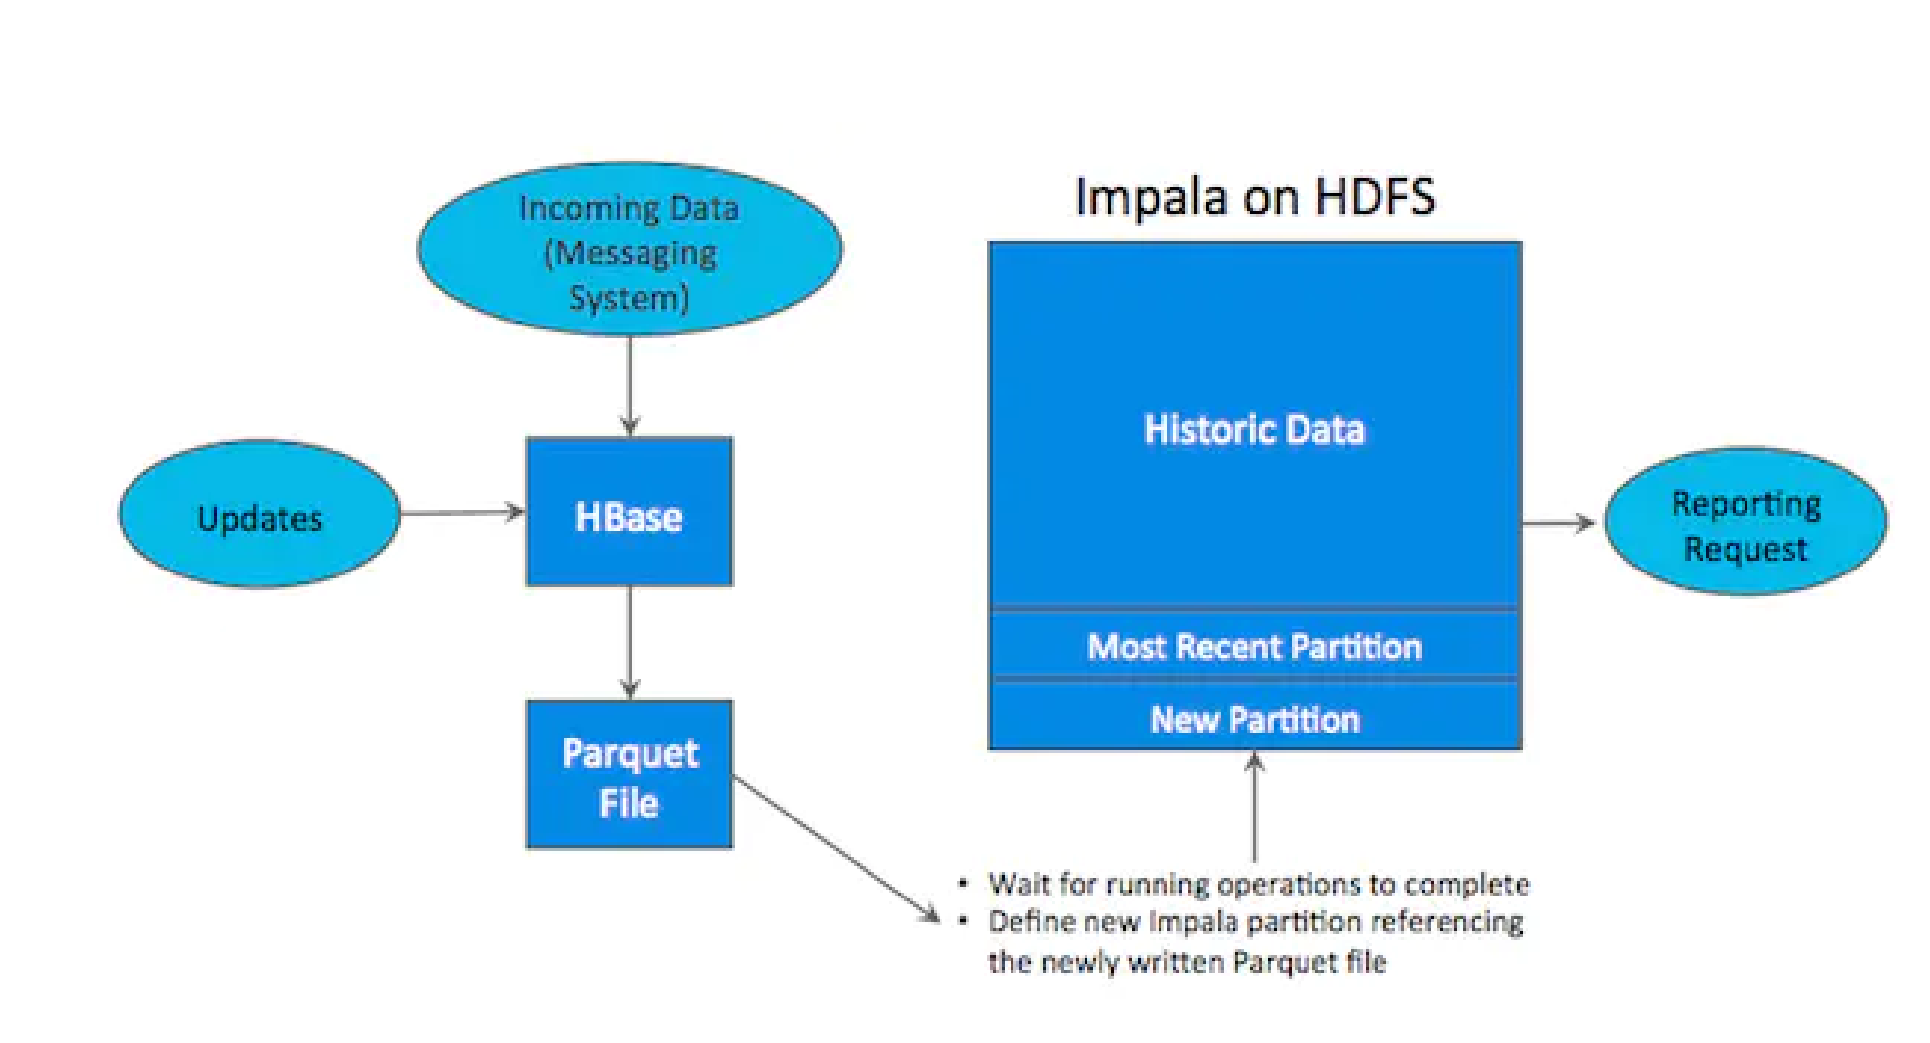 Incoming Data
(Messaging
System)
Updates
HBase
Parquet
File
Impala on HDFS
Historic Data
Most Recent Partition
New Partition
Reporting
Request
• Wait for running operations to complete
• Define new Impala partition referencing
the newly written Parquet file